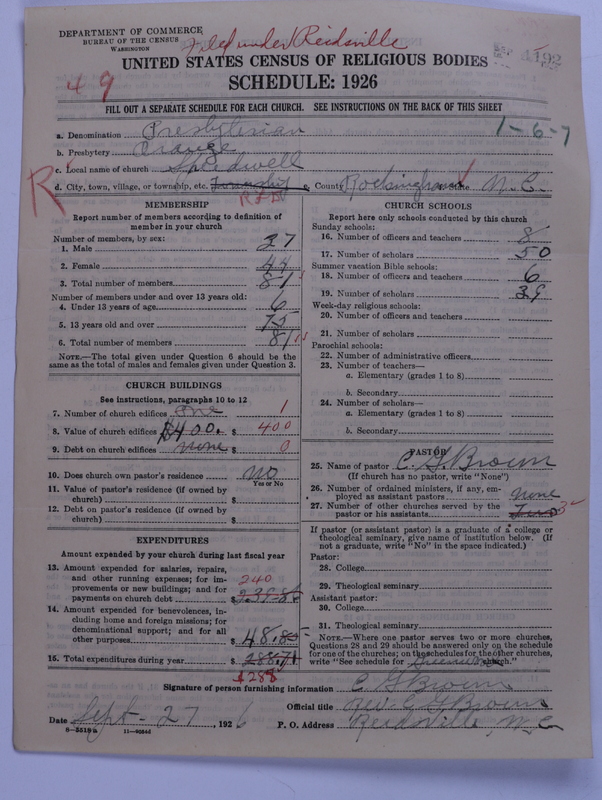 DEPARTMENT OF COMMERCE
BUREAU OF THE CENSUS
WASHINGTON
Filed under Reidsville
UNITED STATES CENSUS OF RELIGIOUS BODIES
SCHEDULE: 1926
49
FILL OUT A SEPARATE SCHEDULE FOR EACH CHURCH. SEE INSTRUCTIONS ON THE BACK OF THIS SHEET
1-6-7
a. Denomination Presbyterian
b. Presbytery Orange
c. Local name of church Speedwell
d. City, town, village, or township, etc. Township County Rockingham State N.C.
R
RFD
MEMBERSHIP
Report number of members according to definition of member in your church
Number of members, by sex:
1. Male 37
2. Female 44
3. Total number of members 81
Number of members under and over 13 years old:
4. Under 13 years of age 6
5. 13 years old and over 75
6. Total number of members 81
NOTE.—The total given under Question 6 should be the same as the total of males and females given under Question 3.
CHURCH BUILDINGS
See instructions, paragraphs 10 to 12
7. Number of church edifices one 1
8. Value of church edifices $400. $ 400
9. Debt on church edifices none $ 0
10. Does church own pastor's residence no
Yes or No
11. Value of pastor's residence (if owned by church) $
12. Debt on pastor's residence (if owned by church) $
EXPENDITURES
Amount expended by your church during last fiscal year
13. Amount expended for salaries, repairs, and other running expenses; for improvements or new buildings; and for payments on church debt $ 239.86
240
14. Amount expended for benevolences, including home and foreign missions; for denominational support; and for all other purposes $ 48.85
15. Total expenditures during year $ 288.71
$288
CHURCH SCHOOLS
Report here only schools conducted by this church
Sunday schools:
16. Number of officers and teachers 8
17. Number of scholars 50
Summer vacation Bible schools:
18. Number of officers and teachers 6
19. Number of scholars 39
Week-day religious schools:
20. Number of officers and teachers
21. Number of scholars
Parochial schools:
22. Number of administrative officers
23. Number of teachers—
a. Elementary (grades 1 to 8)
b. Secondary
24. Number of scholars—
a. Elementary (grades 1 to 8)
b. Secondary
PASTOR
25. Name of pastor C. G. Brown
(If church has no pastor, write "None")
26. Number of ordained ministers, if any, employed as assistant pastors none
27. Number of other churches served by the pastor or his assistants
If pastor (or assistant pastor) is a graduate of a college or theological seminary, give name of institution below. (If not a graduate, write "No" in the space indicated.)
Pastor:
28. College
29. Theological seminary
Assistant pastor:
30. College
31. Theological seminary
NOTE.—Where one pastor serves two or more churches, Questions 28 and 29 should be answered only on the schedule for one of the churches; on the schedules for the other churches, write "See schedule for church."
Signature of person furnishing information C G Brown
Official title Rev. C G Brown
Date Sept-27, 1926 P. O. Address Reidsville, N.C.
8-5518a 11-6054d